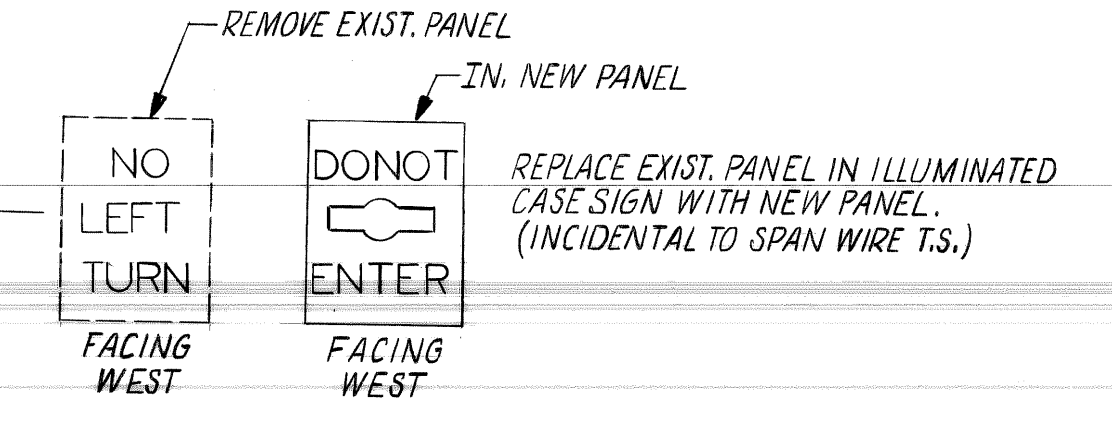 REMOVE EXIST. PANEL
IN. NEW PANEL
NO
LEFT
TURN
FACING
WEST
DONOT
ENTER
FACING
WEST
REPLACE EXIST. PANEL IN ILLUMINATED
CASE SIGN WITH NEW PANEL.
(INCIDENTAL TO SPAN WIRE T.S.)